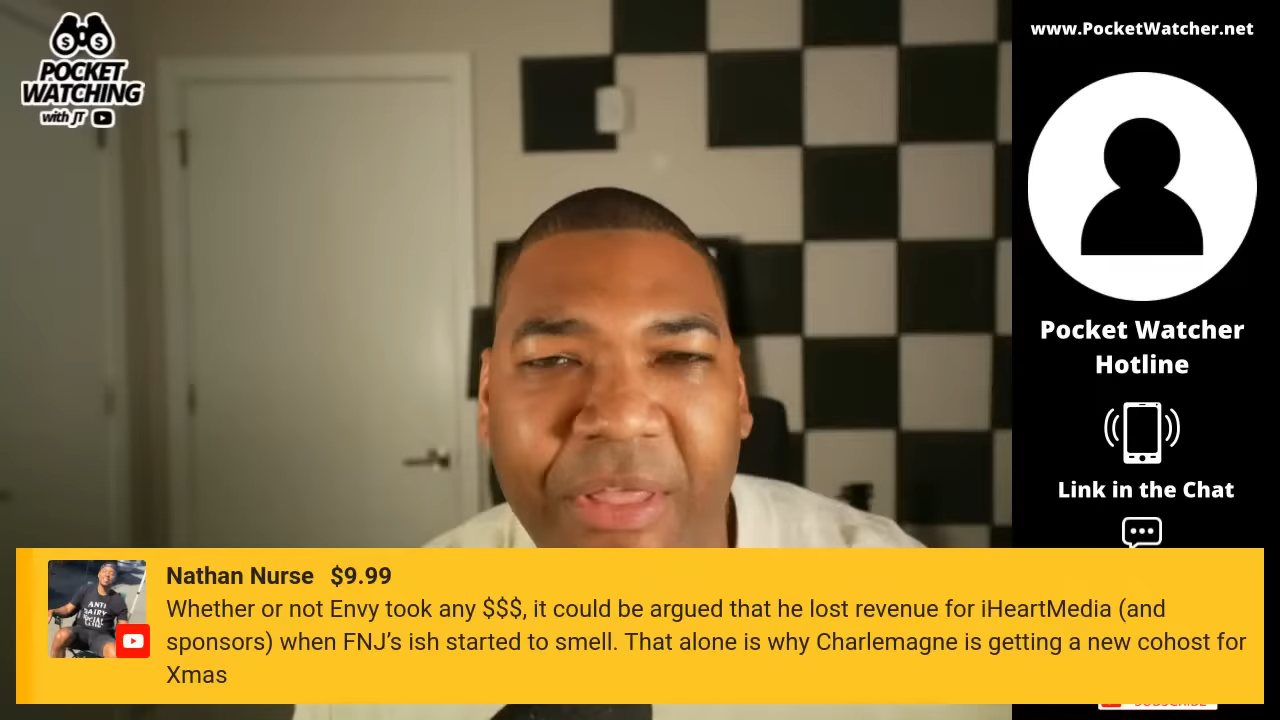 POCKET
WATCHING
with JT
www.PocketWatcher.net
Pocket Watcher
Hotline
Link in the Chat
Nathan Nurse $9.99
Whether or not Envy took any $$$, it could be argued that he lost revenue for iHeartMedia (and
sponsors) when FNJ’s ish started to smell. That alone is why Charlemagne is getting a new cohost for
Xmas
ANTI
SOCIAL